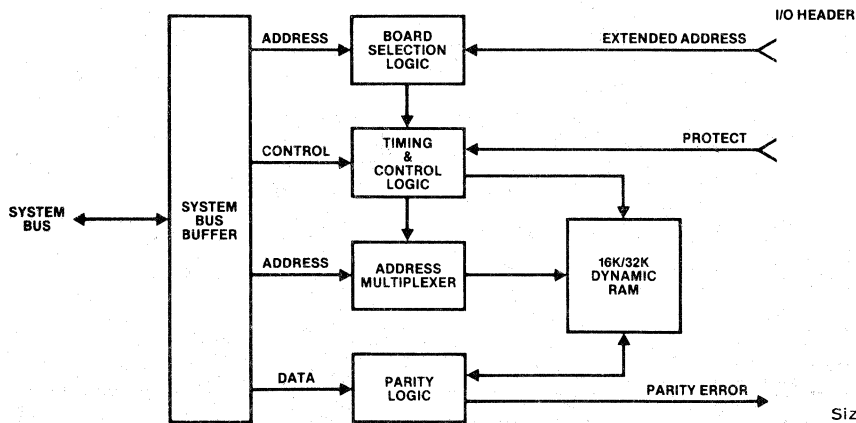 I/O HEADER
ADDRESS
BOARD
SELECTION
LOGIC
EXTENDED ADDRESS
CONTROL
TIMING
&
CONTROL
LOGIC
PROTECT
SYSTEM
BUS
SYSTEM
BUS
BUFFER
ADDRESS
ADDRESS
MULTIPLEXER
16K/32K
DYNAMIC
RAM
DATA
PARITY
LOGIC
PARITY ERROR
Siz